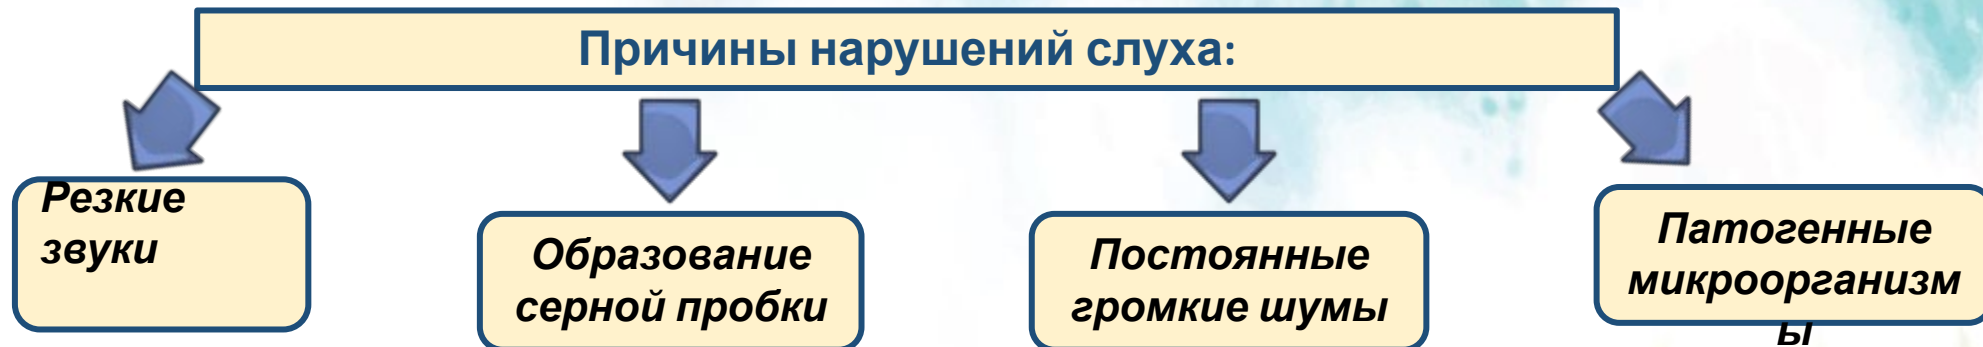 Причины нарушений слуха:
Резкие
звуки
Образование
серной пробки
Постоянные
громкие шумы
Патогенные
микроорганизм
ы